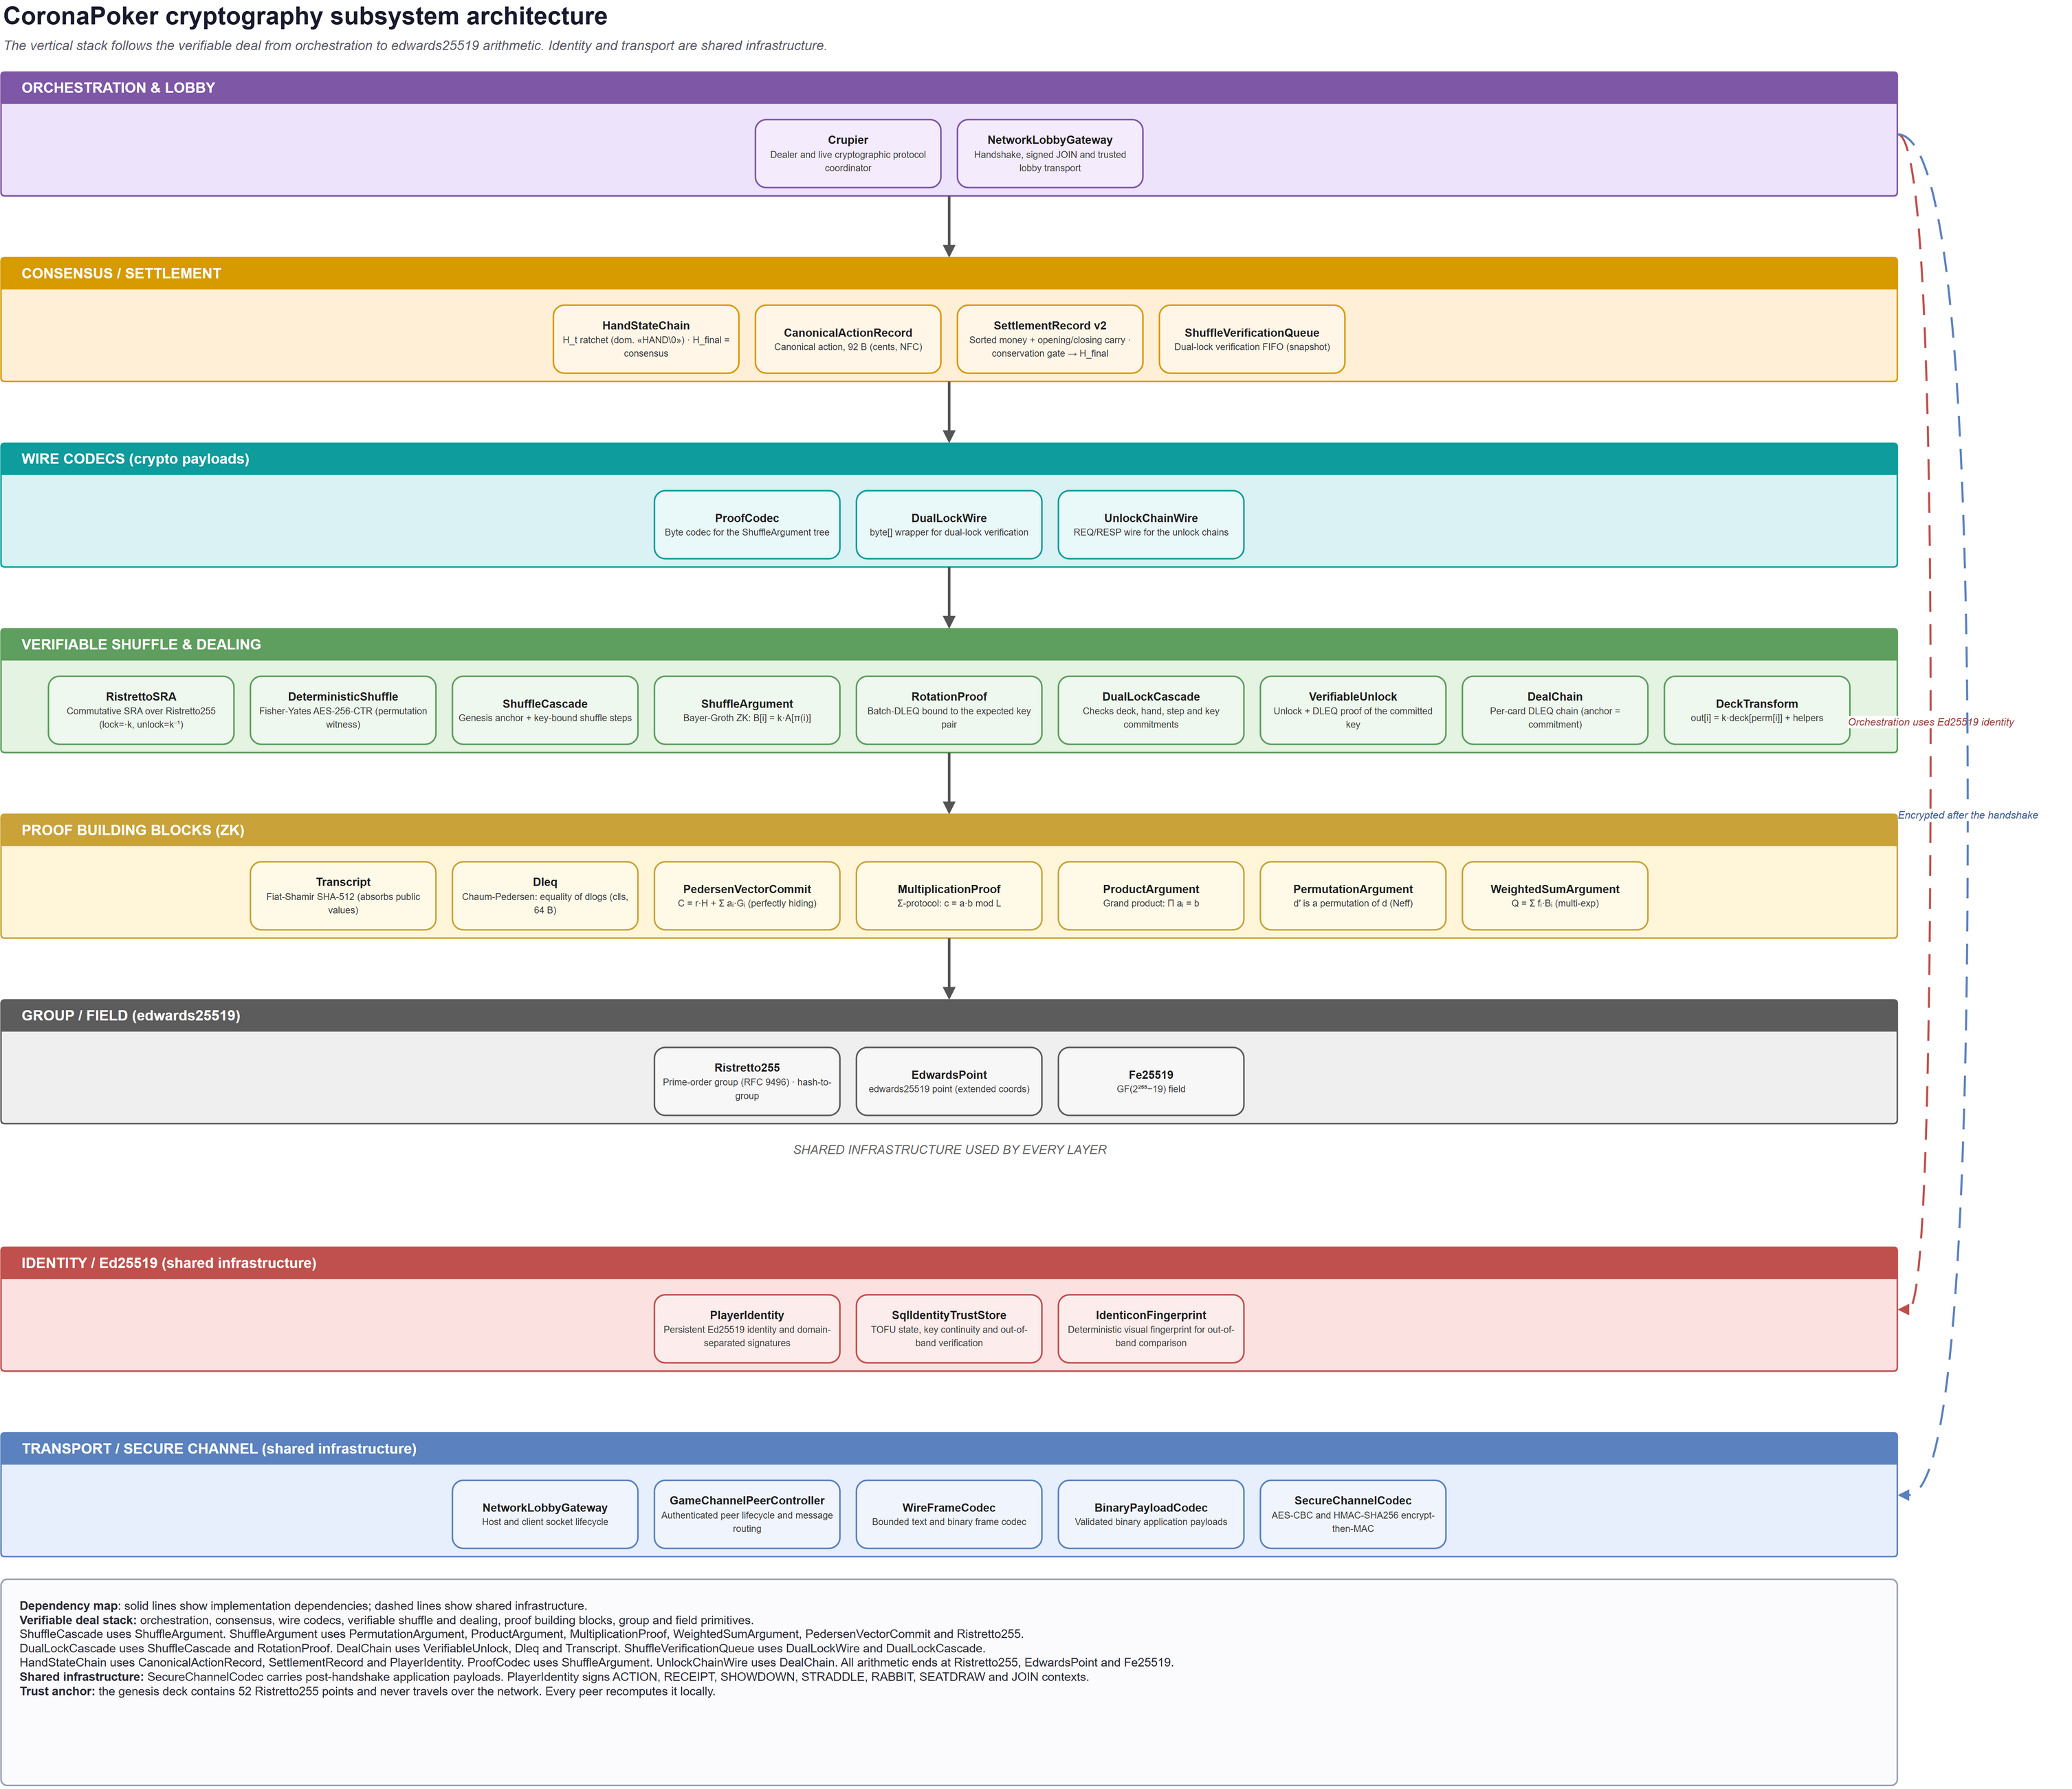 CoronaPoker cryptography subsystem architecture
The vertical stack follows the verifiable deal from orchestration to edwards25519 arithmetic. Identity and transport are shared infrastructure.
ORCHESTRATION & LOBBY
Crupier
Dealer and live cryptographic protocol
coordinator
NetworkLobbyGateway
Handshake, signed JOIN and trusted
lobby transport
CONSENSUS / SETTLEMENT
HandStateChain
H_t ratchet (dom. «HAND\0») · H_final =
consensus
CanonicalActionRecord
Canonical action, 92 B (cents, NFC)
SettlementRecord v2
Sorted money + opening/closing carry ·
conservation gate → H_final
ShuffleVerificationQueue
Dual-lock verification FIFO (snapshot)
WIRE CODECS (crypto payloads)
ProofCodec
Byte codec for the ShuffleArgument tree
DualLockWire
byte[] wrapper for dual-lock verification
UnlockChainWire
REQ/RESP wire for the unlock chains
VERIFIABLE SHUFFLE & DEALING
RistrettoSRA
Commutative SRA over Ristretto255
(lock=·k, unlock=k⁻¹)
DeterministicShuffle
Fisher-Yates AES-256-CTR (permutation
witness)
ShuffleCascade
Genesis anchor + key-bound shuffle steps
ShuffleArgument
Bayer-Groth ZK: B[i] = k·A[π(i)]
RotationProof
Batch-DLEQ bound to the expected key
pair
DualLockCascade
Checks deck, hand, step and key
commitments
VerifiableUnlock
Unlock + DLEQ proof of the committed
key
DealChain
Per-card DLEQ chain (anchor =
commitment)
DeckTransform
out[i] = k·deck[perm[i]] + helpers
Orchestration uses Ed25519 identity
Encrypted after the handshake
PROOF BUILDING BLOCKS (ZK)
Transcript
Fiat-Shamir SHA-512 (absorbs public
values)
Dleq
Chaum-Pedersen: equality of dlogs (c‖s,
64 B)
PedersenVectorCommit
C = r·H + Σ aᵢ·Gᵢ (perfectly hiding)
MultiplicationProof
Σ-protocol: c = a·b mod L
ProductArgument
Grand product: Π aᵢ = b
PermutationArgument
d' is a permutation of d (Neff)
WeightedSumArgument
Q = Σ fᵢ·Bᵢ (multi-exp)
GROUP / FIELD (edwards25519)
Ristretto255
Prime-order group (RFC 9496) · hash-to-
group
EdwardsPoint
edwards25519 point (extended coords)
Fe25519
GF(2²⁵⁵−19) field
SHARED INFRASTRUCTURE USED BY EVERY LAYER
IDENTITY / Ed25519 (shared infrastructure)
PlayerIdentity
Persistent Ed25519 identity and domain-
separated signatures
SqlIdentityTrustStore
TOFU state, key continuity and out-of-
band verification
IdenticonFingerprint
Deterministic visual fingerprint for out-of-
band comparison
TRANSPORT / SECURE CHANNEL (shared infrastructure)
NetworkLobbyGateway
Host and client socket lifecycle
GameChannelPeerController
Authenticated peer lifecycle and message
routing
WireFrameCodec
Bounded text and binary frame codec
BinaryPayloadCodec
Validated binary application payloads
SecureChannelCodec
AES-CBC and HMAC-SHA256 encrypt-
then-MAC
Dependency map: solid lines show implementation dependencies; dashed lines show shared infrastructure.
Verifiable deal stack: orchestration, consensus, wire codecs, verifiable shuffle and dealing, proof building blocks, group and field primitives.
ShuffleCascade uses ShuffleArgument. ShuffleArgument uses PermutationArgument, ProductArgument, MultiplicationProof, WeightedSumArgument, PedersenVectorCommit and Ristretto255.
DualLockCascade uses ShuffleCascade and RotationProof. DealChain uses VerifiableUnlock, Dleq and Transcript. ShuffleVerificationQueue uses DualLockWire and DualLockCascade.
HandStateChain uses CanonicalActionRecord, SettlementRecord and PlayerIdentity. ProofCodec uses ShuffleArgument. UnlockChainWire uses DealChain. All arithmetic ends at Ristretto255, EdwardsPoint and Fe25519.
Shared infrastructure: SecureChannelCodec carries post-handshake application payloads. PlayerIdentity signs ACTION, RECEIPT, SHOWDOWN, STRADDLE, RABBIT, SEATDRAW and JOIN contexts.
Trust anchor: the genesis deck contains 52 Ristretto255 points and never travels over the network. Every peer recomputes it locally.